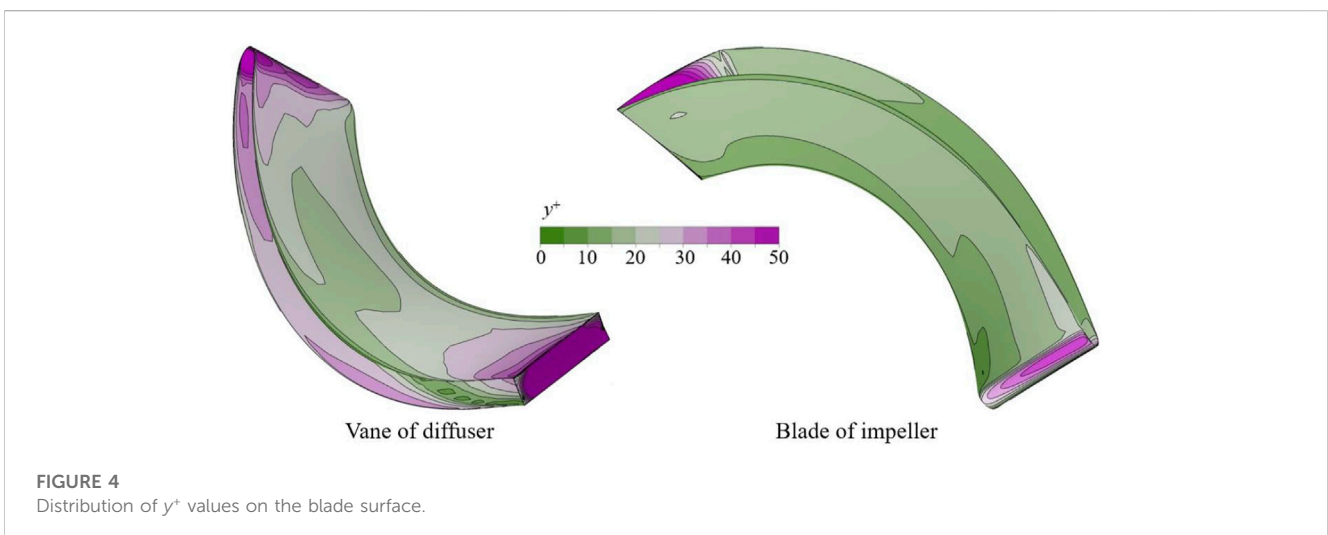 y⁺
0 10 20 30 40 50
Vane of diffuser
Blade of impeller
FIGURE 4
Distribution of y⁺ values on the blade surface.